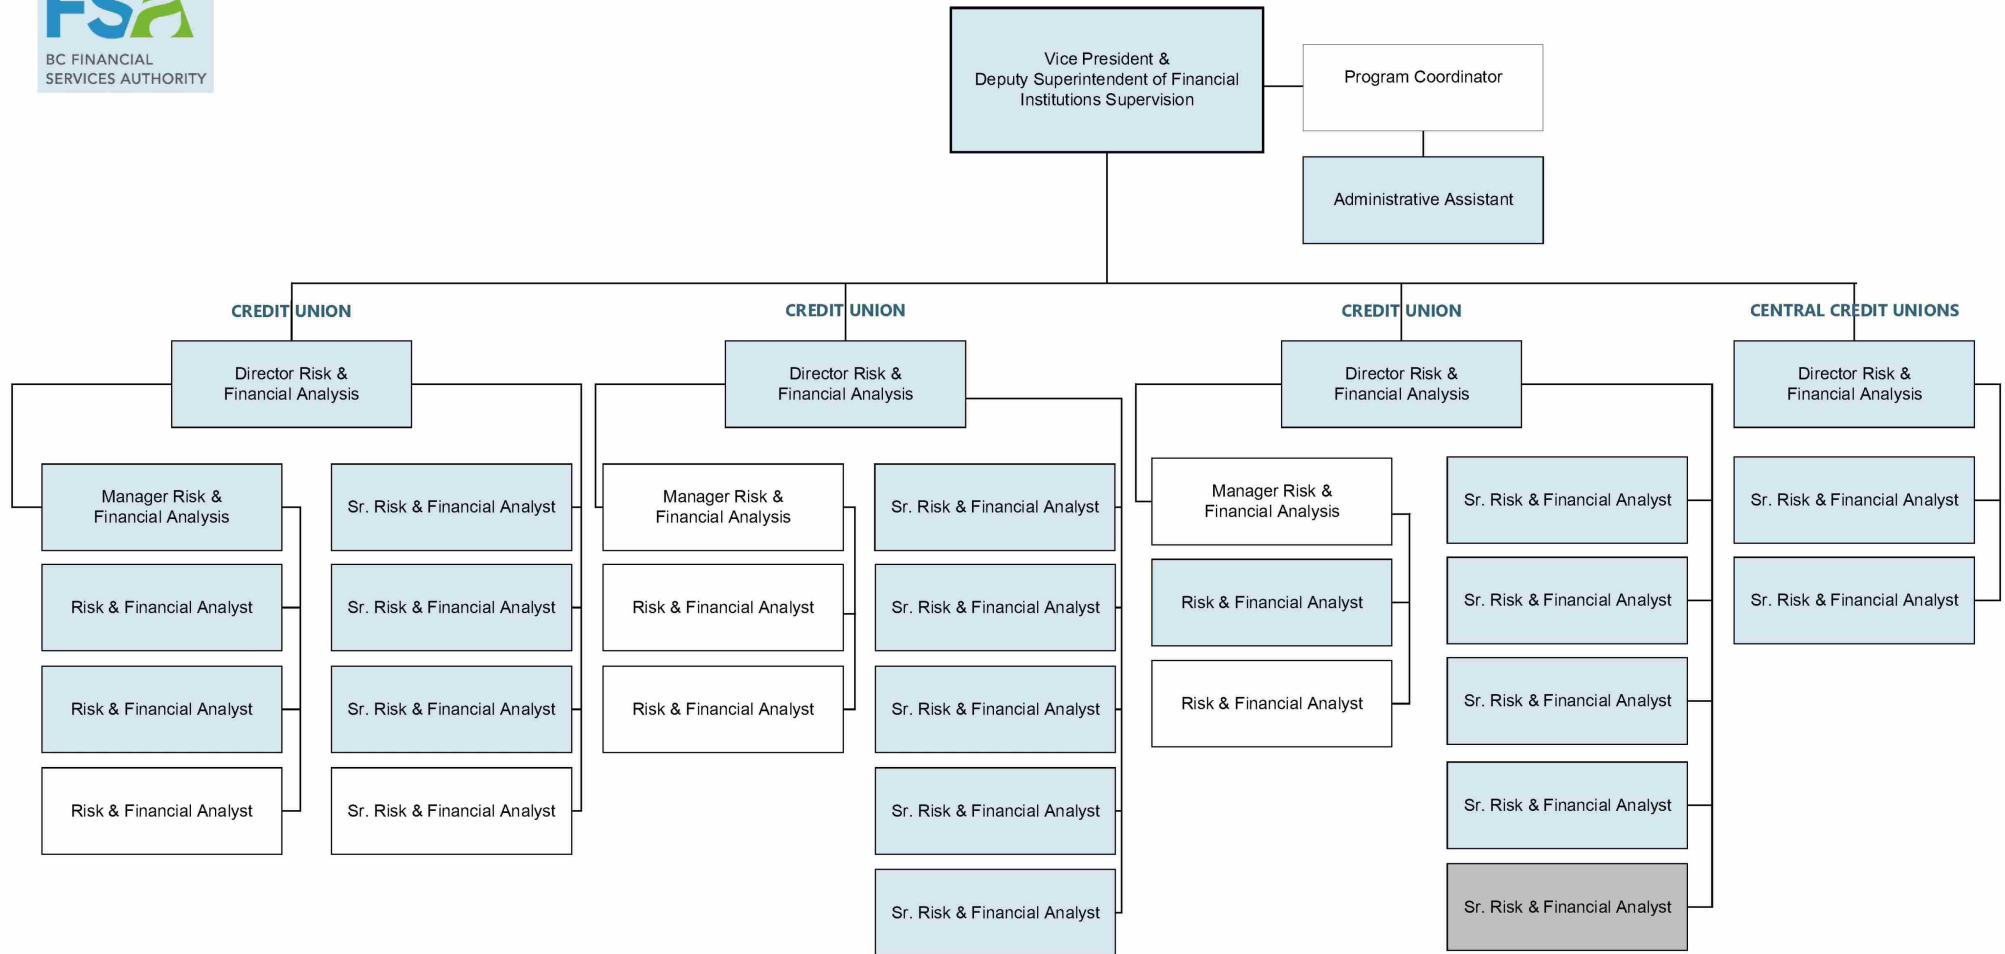 FSA
BC FINANCIAL
SERVICES AUTHORITY
Vice President &
Deputy Superintendent of Financial
Institutions Supervision
Program Coordinator
Administrative Assistant
CREDIT UNION
CREDIT UNION
CREDIT UNION
CENTRAL CREDIT UNIONS
Director Risk &
Financial Analysis
Director Risk &
Financial Analysis
Director Risk &
Financial Analysis
Director Risk &
Financial Analysis
Manager Risk &
Financial Analysis
Risk & Financial Analyst
Risk & Financial Analyst
Risk & Financial Analyst
Sr. Risk & Financial Analyst
Sr. Risk & Financial Analyst
Sr. Risk & Financial Analyst
Sr. Risk & Financial Analyst
Manager Risk &
Financial Analysis
Risk & Financial Analyst
Risk & Financial Analyst
Sr. Risk & Financial Analyst
Sr. Risk & Financial Analyst
Sr. Risk & Financial Analyst
Sr. Risk & Financial Analyst
Sr. Risk & Financial Analyst
Manager Risk &
Financial Analysis
Risk & Financial Analyst
Risk & Financial Analyst
Sr. Risk & Financial Analyst
Sr. Risk & Financial Analyst
Sr. Risk & Financial Analyst
Sr. Risk & Financial Analyst
Sr. Risk & Financial Analyst
Sr. Risk & Financial Analyst
Sr. Risk & Financial Analyst